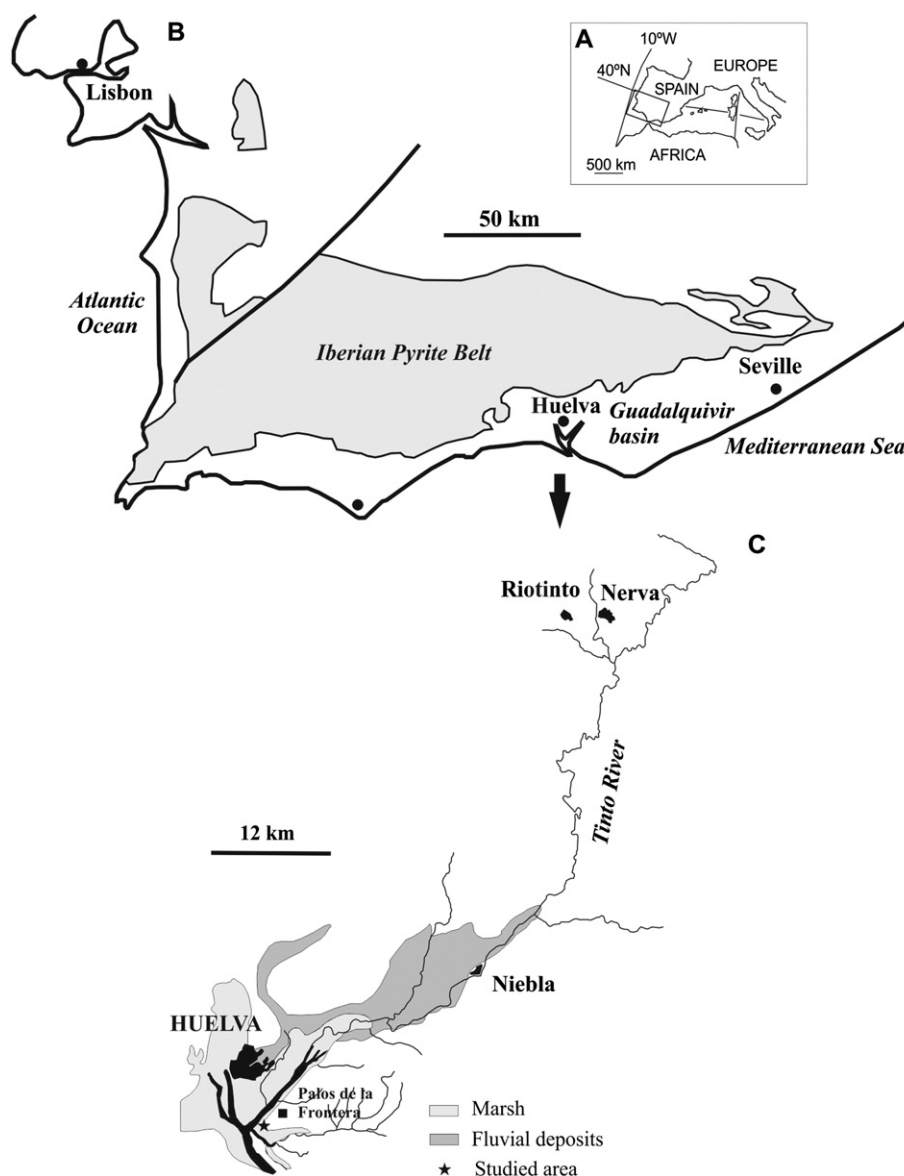 B
Lisbon
A
10ºW
40ºN
EUROPE
SPAIN
AFRICA
500 km
50 km
Atlantic
Ocean
Iberian Pyrite Belt
Seville
Huelva
Guadalquivir
basin
Mediterranean Sea
C
Riotinto
Nerva
Tinto River
12 km
Niebla
HUELVA
Palos de la
Frontera
Marsh
Fluvial deposits
Studied area